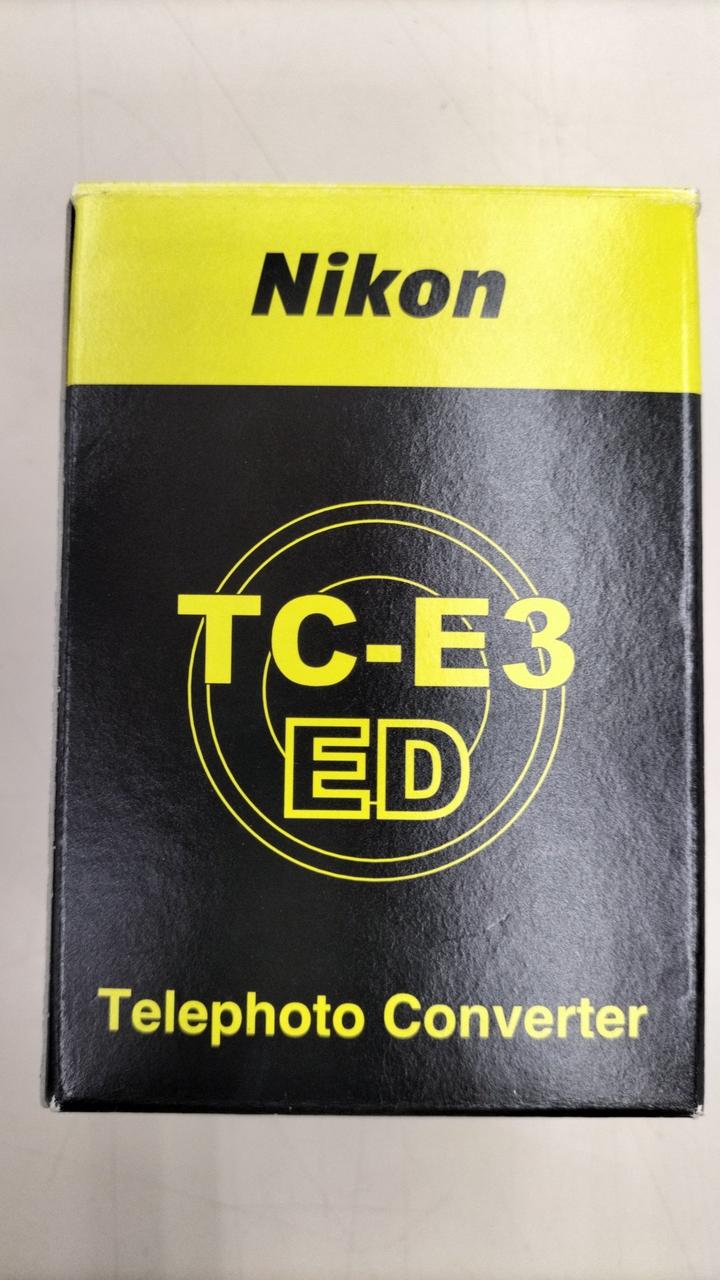 Nikon
TC-E3
ED
Telephoto Converter